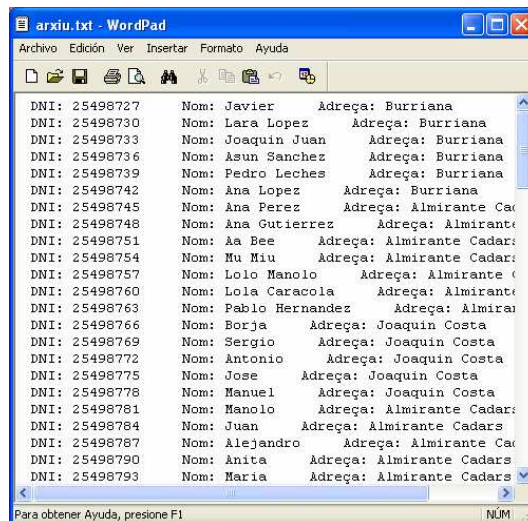 arxiu.txt - WordPad
Archivo Edición Ver Insertar Formato Ayuda
DNI: 25498727 Nom: Javier Adreça: Burriana
DNI: 25498730 Nom: Lara Lopez Adreça: Burriana
DNI: 25498733 Nom: Joaquin Juan Adreça: Burriana
DNI: 25498736 Nom: Asun Sanchez Adreça: Burriana
DNI: 25498739 Nom: Pedro Leches Adreça: Burriana
DNI: 25498742 Nom: Ana Lopez Adreça: Burriana
DNI: 25498745 Nom: Ana Perez Adreça: Almirante Cad
DNI: 25498748 Nom: Ana Gutierrez Adreça: Almirante
DNI: 25498751 Nom: Aa Bee Adreça: Almirante Cadars
DNI: 25498754 Nom: Mu Miu Adreça: Almirante Cadars
DNI: 25498757 Nom: Lolo Manolo Adreça: Almirante
DNI: 25498760 Nom: Lola Caracola Adreça: Almirante
DNI: 25498763 Nom: Pablo Hernandez Adreça: Almiran
DNI: 25498766 Nom: Borja Adreça: Joaquin Costa
DNI: 25498769 Nom: Sergio Adreça: Joaquin Costa
DNI: 25498772 Nom: Antonio Adreça: Joaquin Costa
DNI: 25498775 Nom: Jose Adreça: Joaquin Costa
DNI: 25498778 Nom: Manuel Adreça: Joaquin Costa
DNI: 25498781 Nom: Manolo Adreça: Almirante Cadars
DNI: 25498784 Nom: Juan Adreça: Almirante Cadars
DNI: 25498787 Nom: Alejandro Adreça: Almirante Cad
DNI: 25498790 Nom: Anita Adreça: Almirante Cadars
DNI: 25498793 Nom: Maria Adreça: Almirante Cadars
Para obtener Ayuda, presione F1 NÚM